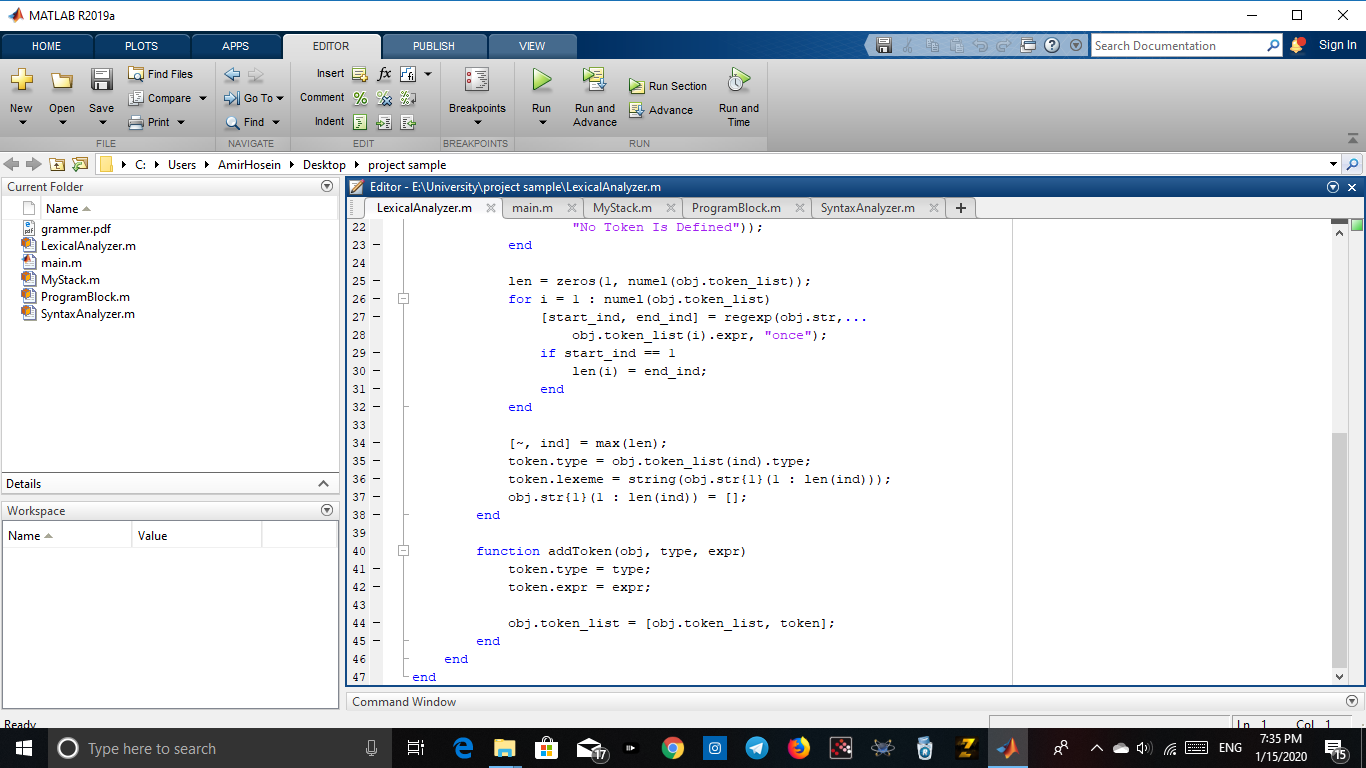 MATLAB R2019a
HOME PLOTS APPS EDITOR PUBLISH VIEW
Search Documentation
Sign In
New Open Save Find Files Compare Print
FILE
Go To Find
NAVIGATE
Insert fx
Comment
Indent
EDIT
Breakpoints
BREAKPOINTS
Run Run and Advance Run Section Advance Run and Time
RUN
C: Users AmirHosein Desktop project sample
Current Folder
Name
grammer.pdf
LexicalAnalyzer.m
main.m
MyStack.m
ProgramBlock.m
SyntaxAnalyzer.m
Details
Workspace
Name Value
Editor - E:\University\project sample\LexicalAnalyzer.m
LexicalAnalyzer.m main.m MyStack.m ProgramBlock.m SyntaxAnalyzer.m
22 "No Token Is Defined"));
23 end
24
25 len = zeros(1, numel(obj.token_list));
26 for i = 1 : numel(obj.token_list)
27 [start_ind, end_ind] = regexp(obj.str,...
28 obj.token_list(i).expr, "once");
29 if start_ind == 1
30 len(i) = end_ind;
31 end
32 end
33
34 [~, ind] = max(len);
35 token.type = obj.token_list(ind).type;
36 token.lexeme = string(obj.str{1}(1 : len(ind)));
37 obj.str{1}(1 : len(ind)) = [];
38 end
39
40 function addToken(obj, type, expr)
41 token.type = type;
42 token.expr = expr;
43
44 obj.token_list = [obj.token_list, token];
45 end
46 end
47 end
Command Window
Ready
Ln 1 Col 1
Type here to search
17
ENG
7:35 PM
1/15/2020
15